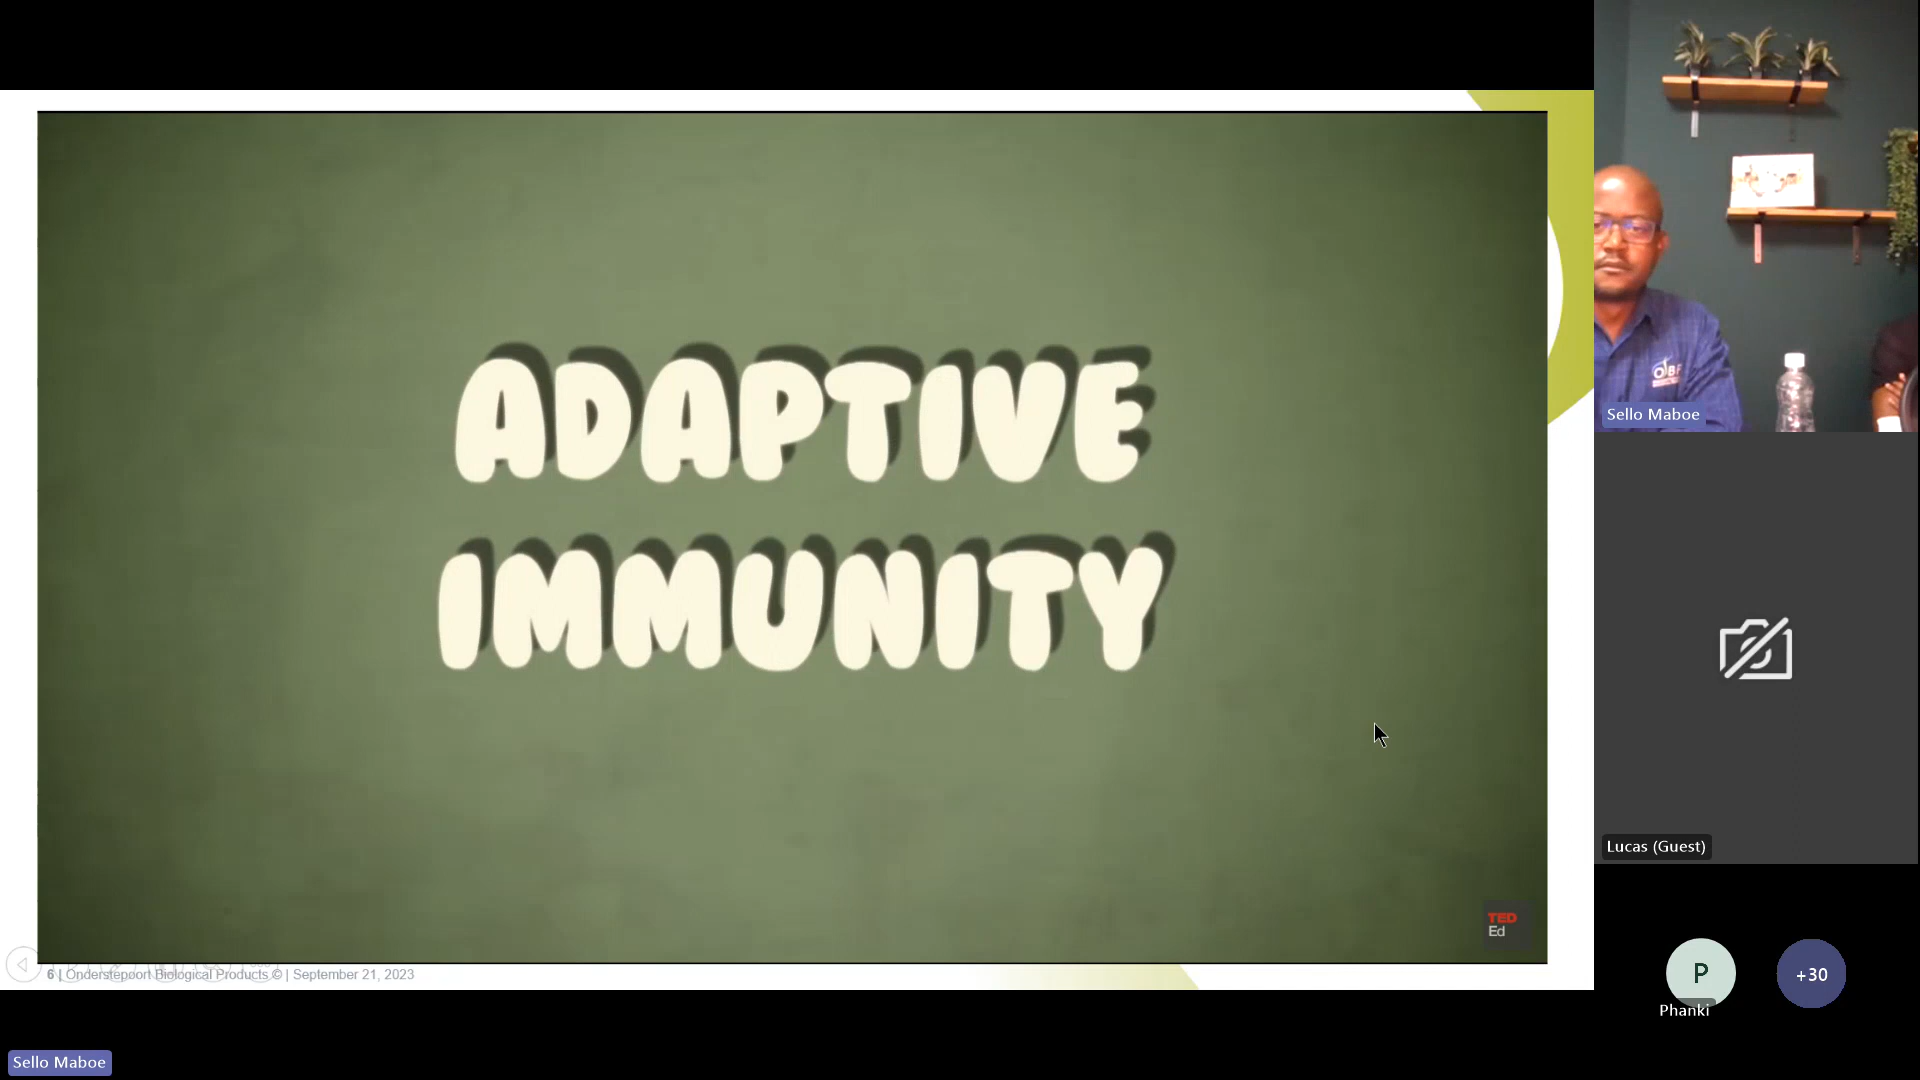 ADAPTIVE
IMMUNITY
TED
Ed
6 | Onderstepoort Biological Products © | September 21, 2023
Sello Maboe
Lucas (Guest)
P
+30
Phanki
Sello Maboe